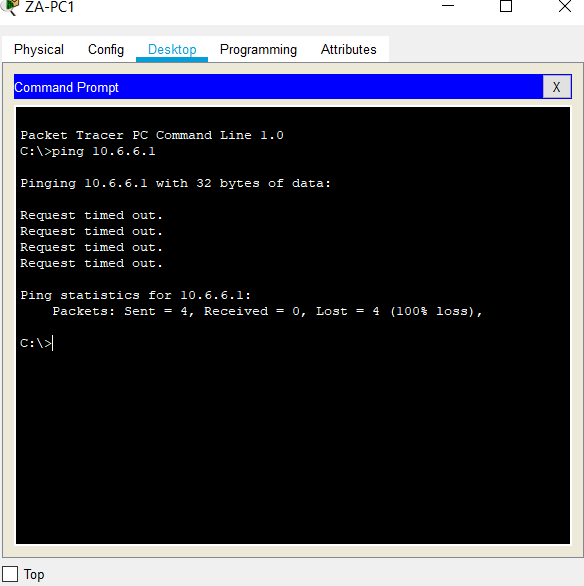 ZA-PC1
Physical Config Desktop Programming Attributes
Command Prompt X
Packet Tracer PC Command Line 1.0
C:\>ping 10.6.6.1
Pinging 10.6.6.1 with 32 bytes of data:
Request timed out.
Request timed out.
Request timed out.
Request timed out.
Ping statistics for 10.6.6.1:
    Packets: Sent = 4, Received = 0, Lost = 4 (100% loss),
C:\>
Top